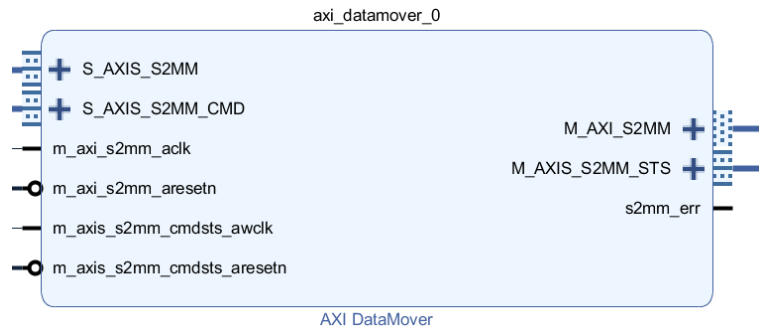 axi_datamover_0
S_AXIS_S2MM
S_AXIS_S2MM_CMD
m_axi_s2mm_aclk
m_axi_s2mm_aresetn
m_axis_s2mm_cmdsts_awclk
m_axis_s2mm_cmdsts_aresetn
M_AXI_S2MM
M_AXIS_S2MM_STS
s2mm_err
AXI DataMover